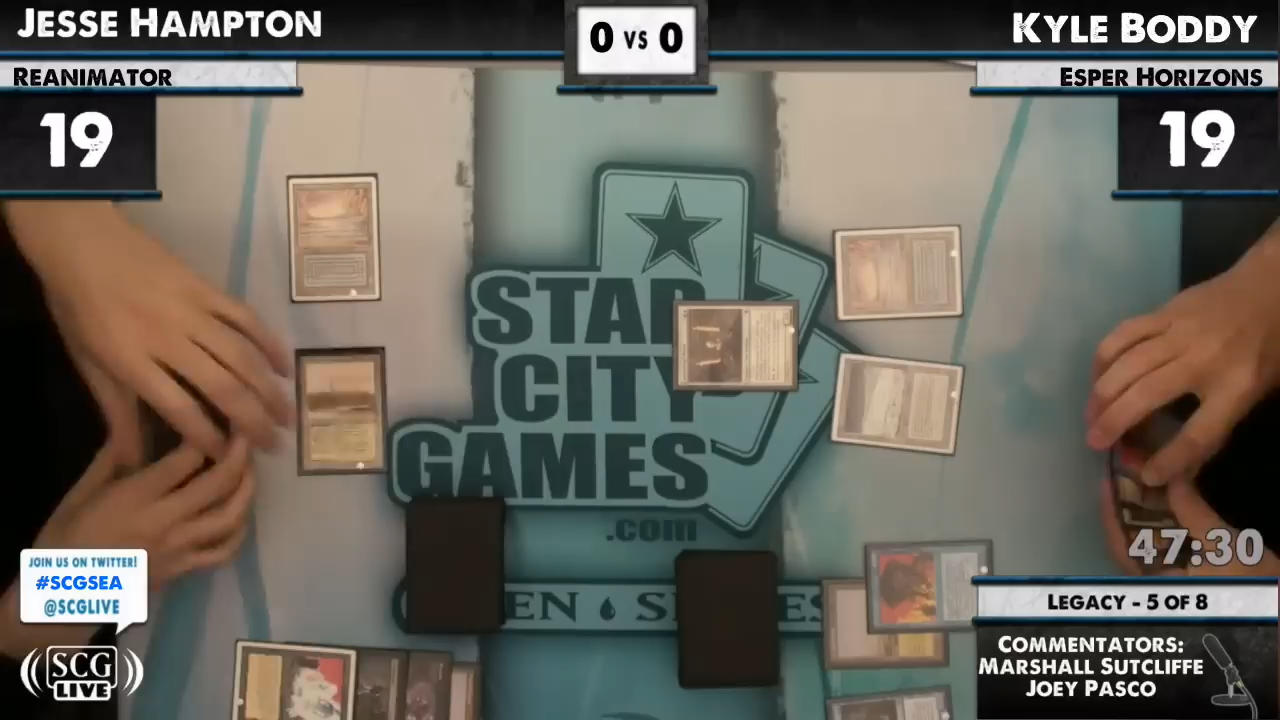 JESSE HAMPTON
0 VS 0
KYLE BODDY
REANIMATOR
ESPER HORIZONS
19
19
STAR
CITY
GAMES
.com
47:30
JOIN US ON TWITTER!
#SCGSEA
@SCGLIVE
LEGACY - 5 OF 8
COMMENTATORS:
MARSHALL SUTCLIFFE
JOEY PASCO
SCG
LIVE